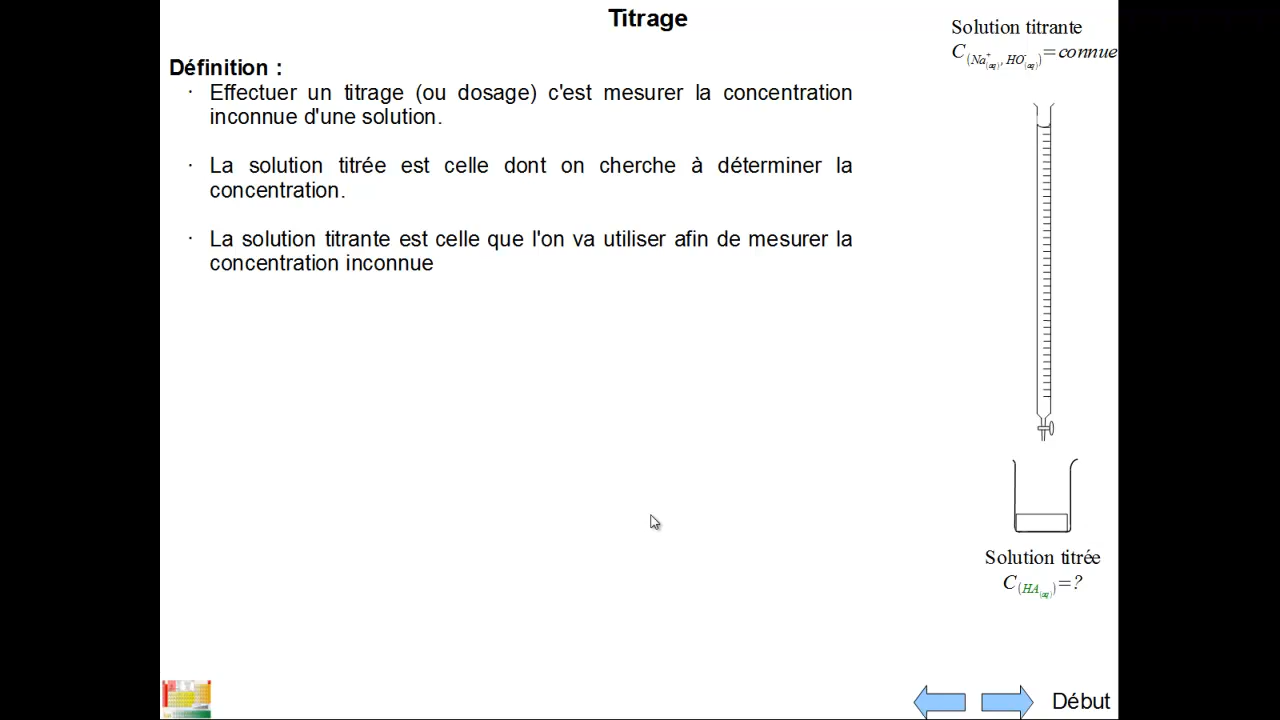 Titrage
Solution titrante
C(Na+(aq), HO-(aq))=connue
Définition :
· Effectuer un titrage (ou dosage) c'est mesurer la concentration
inconnue d'une solution.
· La solution titrée est celle dont on cherche à déterminer la
concentration.
· La solution titrante est celle que l'on va utiliser afin de mesurer la
concentration inconnue
Solution titrée
C(HA(aq))=?
Début